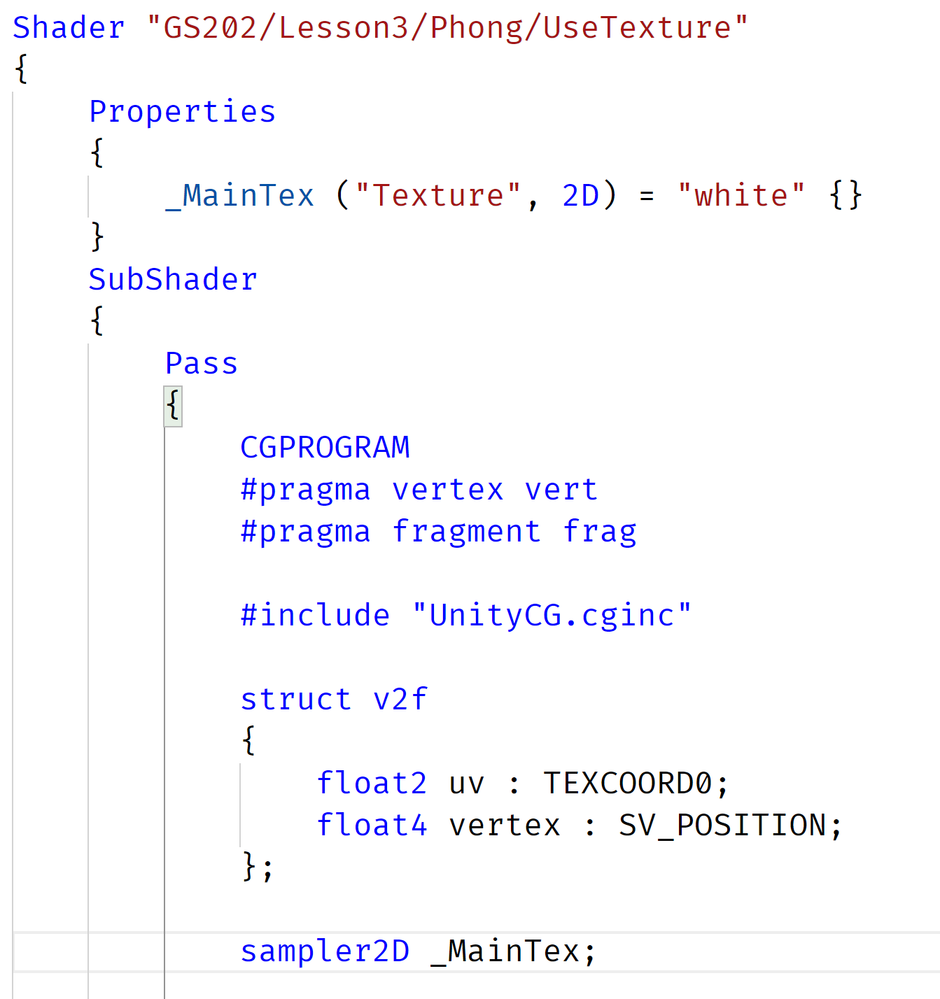 Shader "GS202/Lesson3/Phong/UseTexture"
{
    Properties
    {
        _MainTex ("Texture", 2D) = "white" {}
    }
    SubShader
    {
        Pass
        {
            CGPROGRAM
            #pragma vertex vert
            #pragma fragment frag

            #include "UnityCG.cginc"

            struct v2f
            {
                float2 uv : TEXCOORD0;
                float4 vertex : SV_POSITION;
            };

            sampler2D _MainTex;